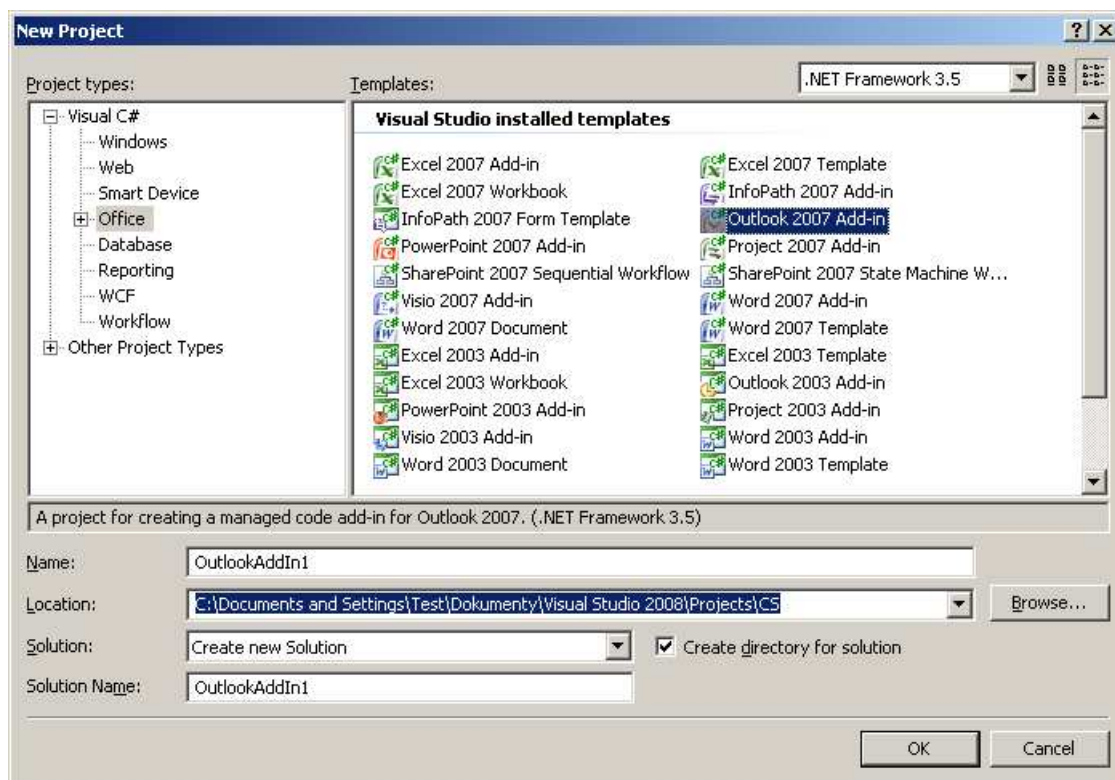 New Project
Project types:
Templates:
.NET Framework 3.5
Visual C#
Windows
Web
Smart Device
Office
Database
Reporting
WCF
Workflow
Other Project Types
Visual Studio installed templates
Excel 2007 Add-in
Excel 2007 Template
Excel 2007 Workbook
InfoPath 2007 Add-in
InfoPath 2007 Form Template
Outlook 2007 Add-in
PowerPoint 2007 Add-in
Project 2007 Add-in
SharePoint 2007 Sequential Workflow
SharePoint 2007 State Machine W...
Visio 2007 Add-in
Word 2007 Add-in
Word 2007 Document
Word 2007 Template
Excel 2003 Add-in
Excel 2003 Template
Excel 2003 Workbook
Outlook 2003 Add-in
PowerPoint 2003 Add-in
Project 2003 Add-in
Visio 2003 Add-in
Word 2003 Add-in
Word 2003 Document
Word 2003 Template
A project for creating a managed code add-in for Outlook 2007. (.NET Framework 3.5)
Name:
OutlookAddIn1
Location:
C:\Documents and Settings\Test\Dokumenty\Visual Studio 2008\Projects\CS
Browse...
Solution:
Create new Solution
Create directory for solution
Solution Name:
OutlookAddIn1
OK
Cancel